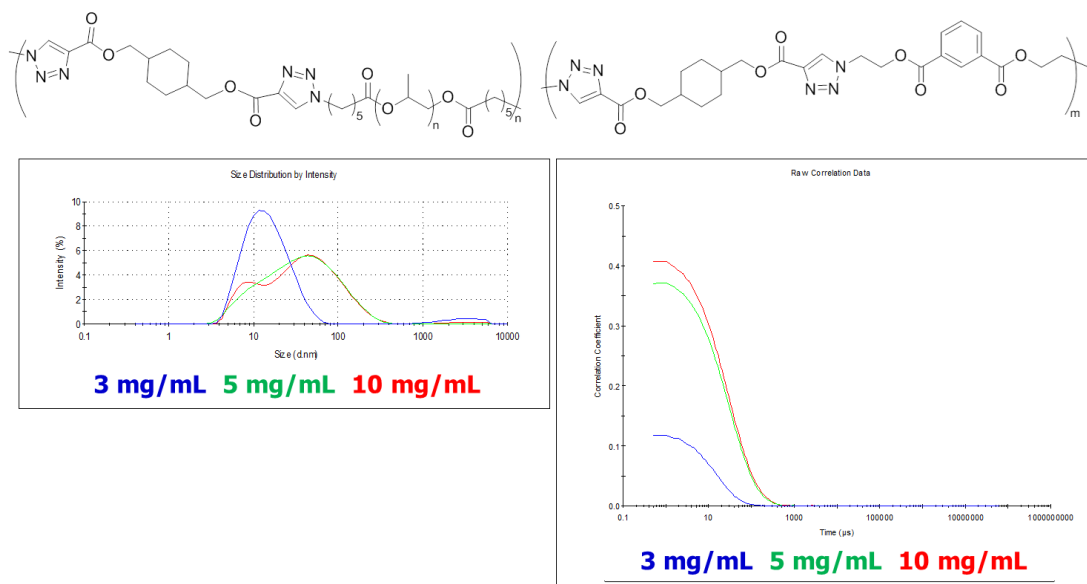 N
N=N
O
O
O
O
N=N
N
5
O
O
n
O
O
5
n
N=N
N
O
O
O
O
N
N=N
O
O
O
O
m
Size Distribution by Intensity
Intensity (%)
10
8
6
4
2
0
0.1 1 10 100 1000 10000
Size (d.nm)
3 mg/mL 5 mg/mL 10 mg/mL
Raw Correlation Data
Correlation Coefficient
0.5
0.4
0.3
0.2
0.1
0.0
0.1 10 1000 100000 10000000 1000000000
Time (µs)
3 mg/mL 5 mg/mL 10 mg/mL